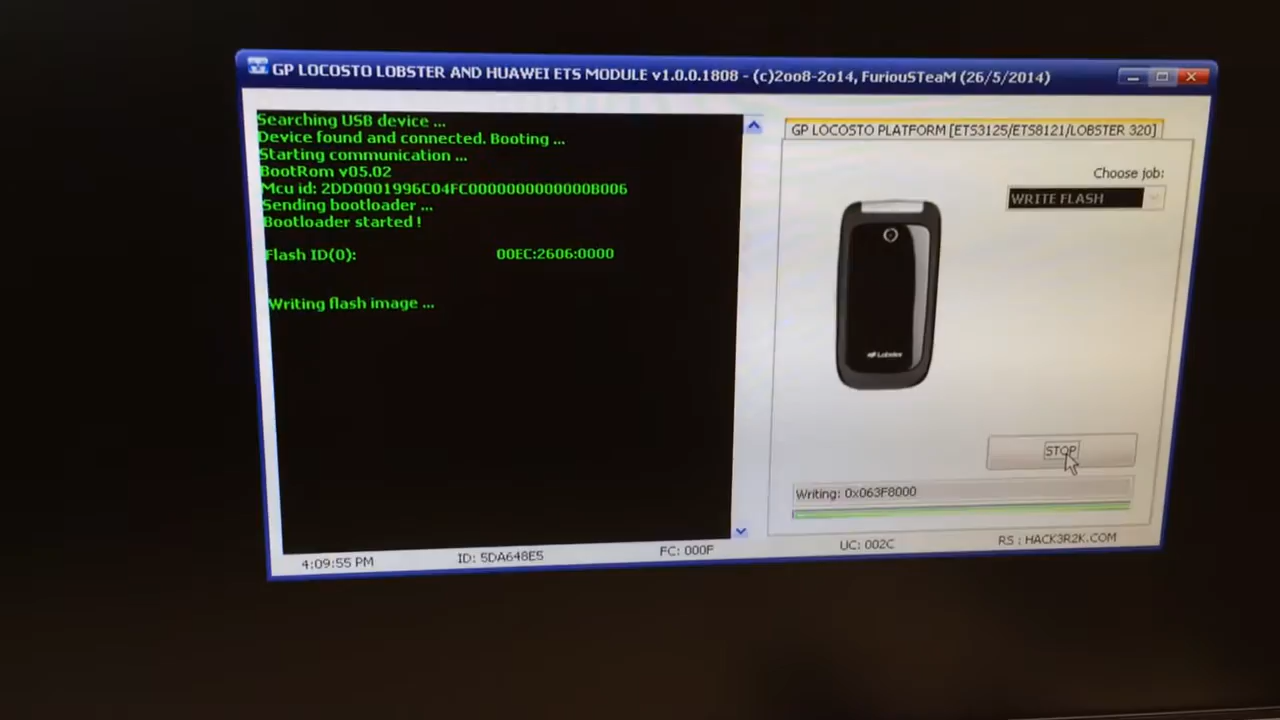 GP LOCOSTO LOBSTER AND HUAWEI ETS MODULE v1.0.0.1808 - (c)2oo8-2o14, FuriouSTeaM (26/5/2014)
Searching USB device ...
Device found and connected. Booting ...
Starting communication ...
BootRom v05.02
Mcu id: 2DD0001996C04FC0000000000000B006
Sending bootloader ...
Bootloader started !
Flash ID(0): 00EC:2606:0000
Writing flash image ...
GP LOCOSTO PLATFORM [ETS3125/ETS8121/LOBSTER 320]
Choose job:
WRITE FLASH
Lobster
STOP
Writing: 0x063F8000
4:09:55 PM
ID: 5DA648E5
FC: 000F
UC: 002C
RS : HACK3R2K.COM